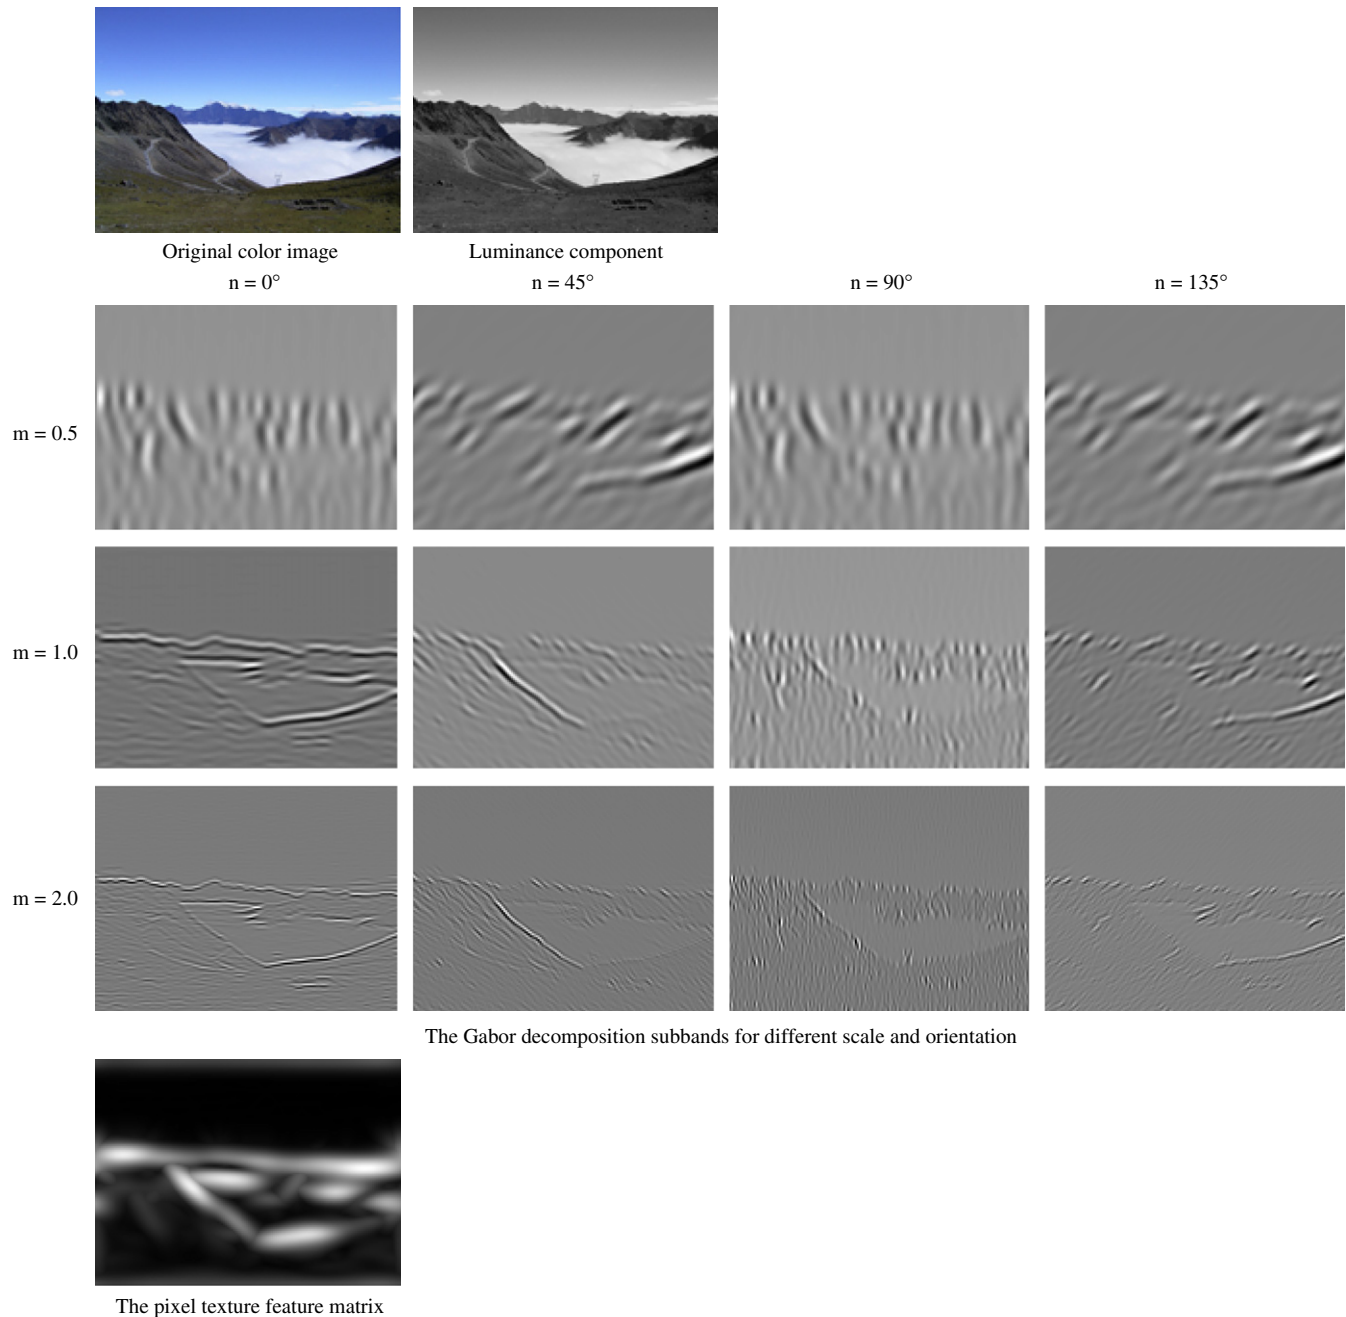 Original color image
Luminance component
n = 0°
n = 45°
n = 90°
n = 135°
m = 0.5
m = 1.0
m = 2.0
The Gabor decomposition subbands for different scale and orientation
The pixel texture feature matrix